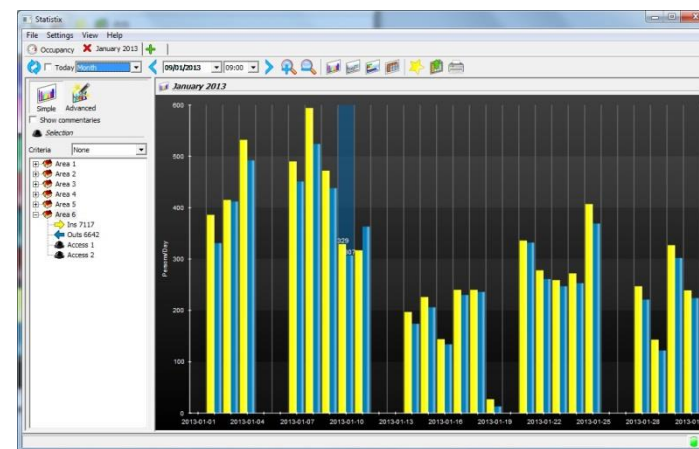 Statistix
File Settings View Help
Occupancy January 2013
Today Month 09/01/2013 09:00
January 2013
Simple Advanced
Show commentaries
Selection
Criteria None
Area 1
Area 2
Area 3
Area 4
Area 5
Area 6
Ins 7117
Outs 6642
Access 1
Access 2
Persons/Day
600
500
400
300
200
100
0
329
2013-01-01 2013-01-04 2013-01-07 2013-01-10 2013-01-13 2013-01-16 2013-01-19 2013-01-22 2013-01-25 2013-01-28 2013-01